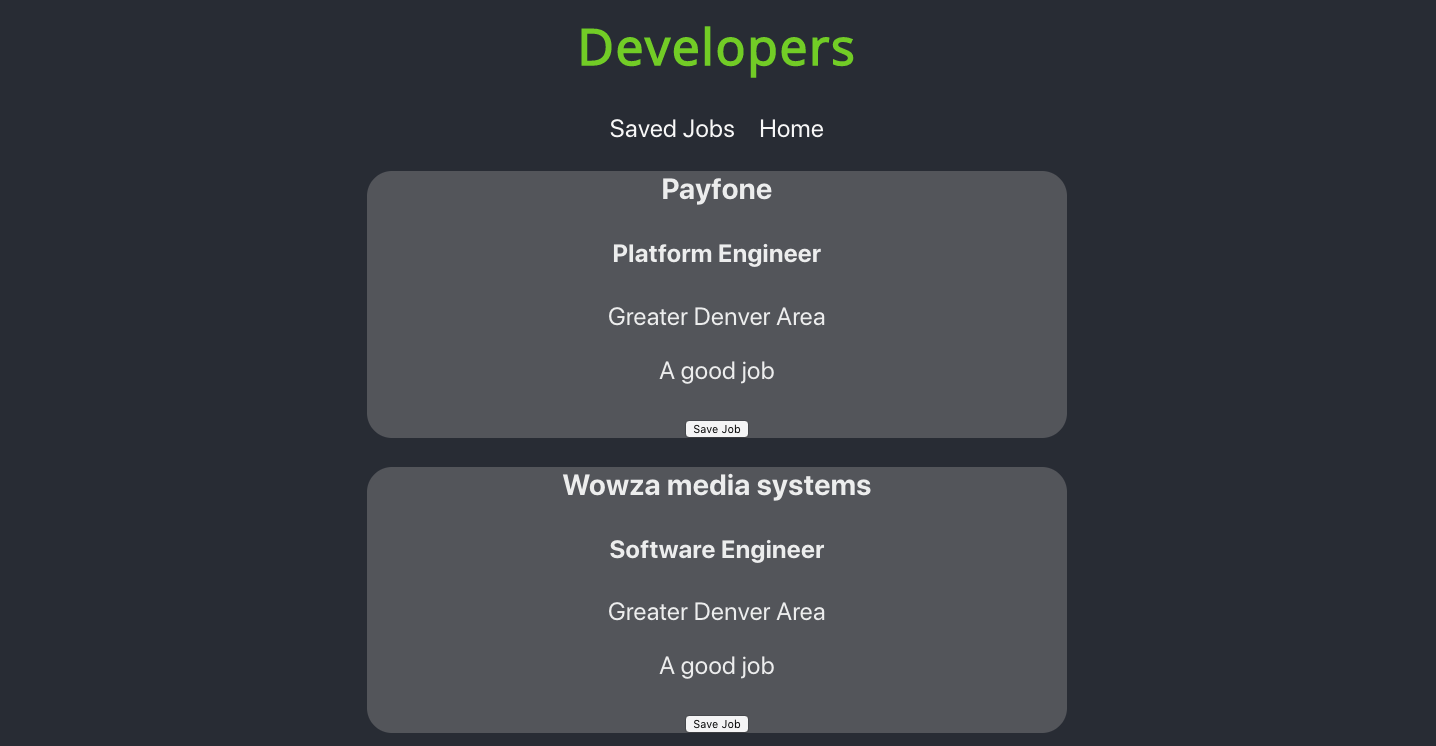 Developers
Saved Jobs Home
Payfone
Platform Engineer
Greater Denver Area
A good job
Save Job
Wowza media systems
Software Engineer
Greater Denver Area
A good job
Save Job